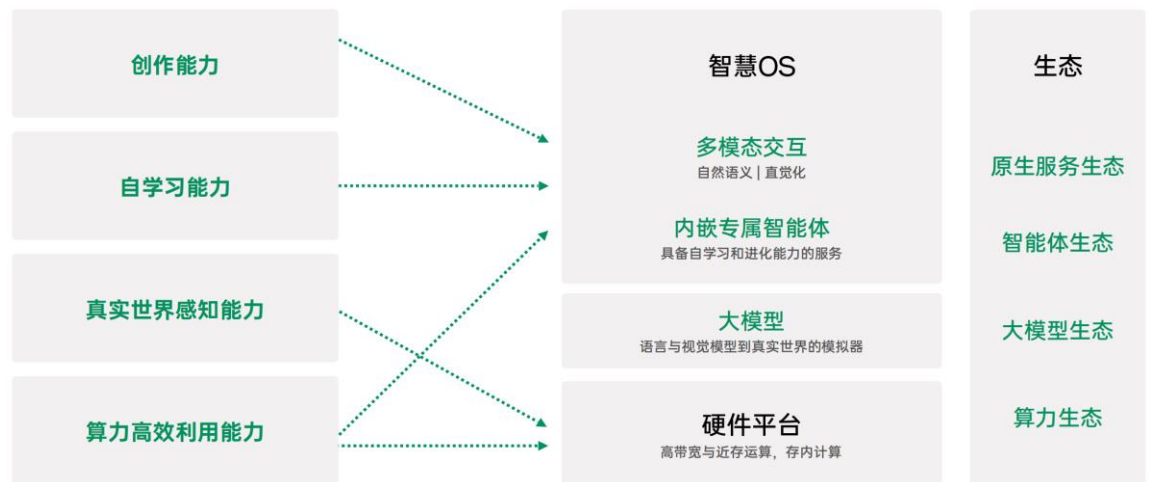 创作能力
自学习能力
真实世界感知能力
算力高效利用能力
智慧OS
多模态交互
自然语义 | 直觉化
内嵌专属智能体
具备自学习和进化能力的服务
大模型
语言与视觉模型到真实世界的模拟器
硬件平台
高带宽与近存运算，存内计算
生态
原生服务生态
智能体生态
大模型生态
算力生态